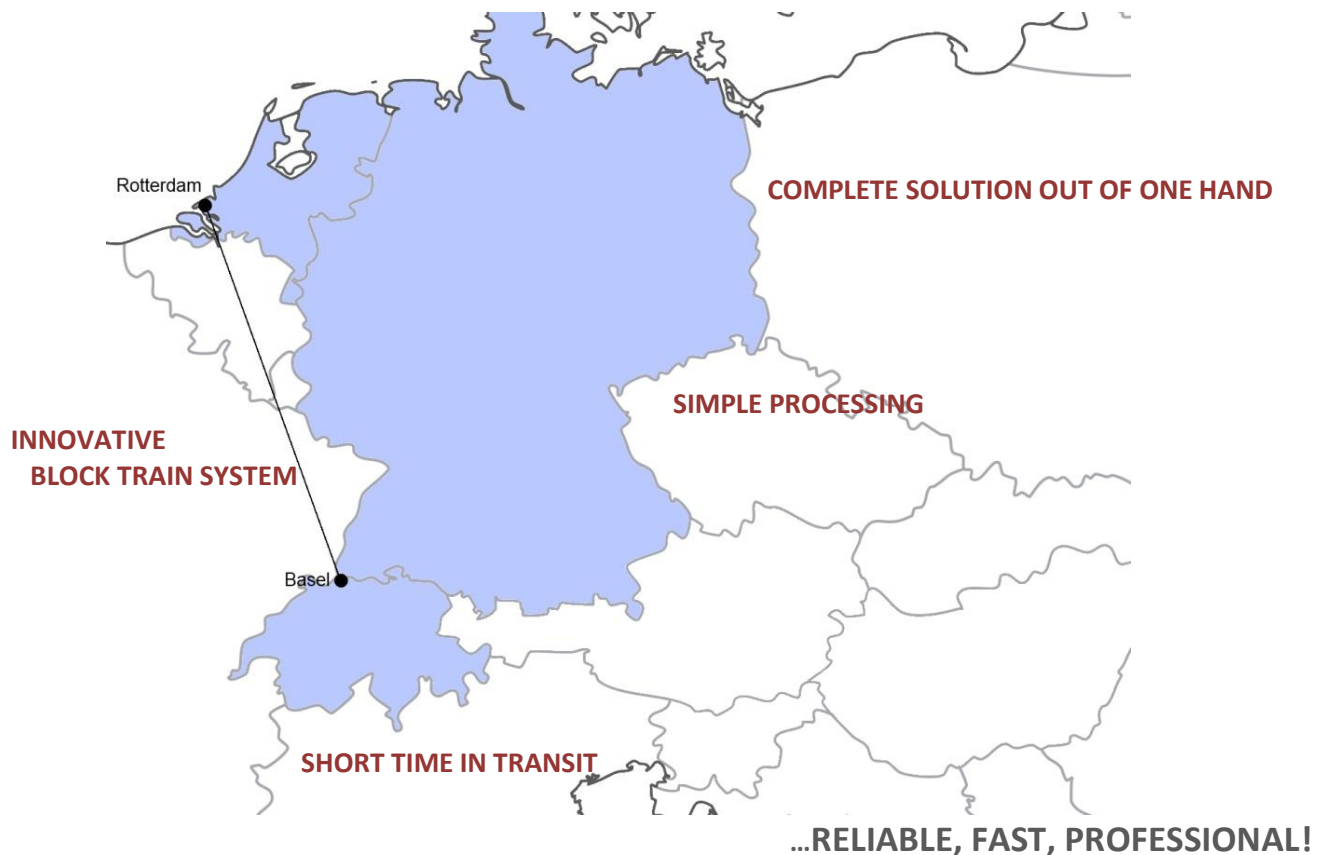 Rotterdam
COMPLETE SOLUTION OUT OF ONE HAND
SIMPLE PROCESSING
INNOVATIVE
BLOCK TRAIN SYSTEM
Basel
SHORT TIME IN TRANSIT
...RELIABLE, FAST, PROFESSIONAL!